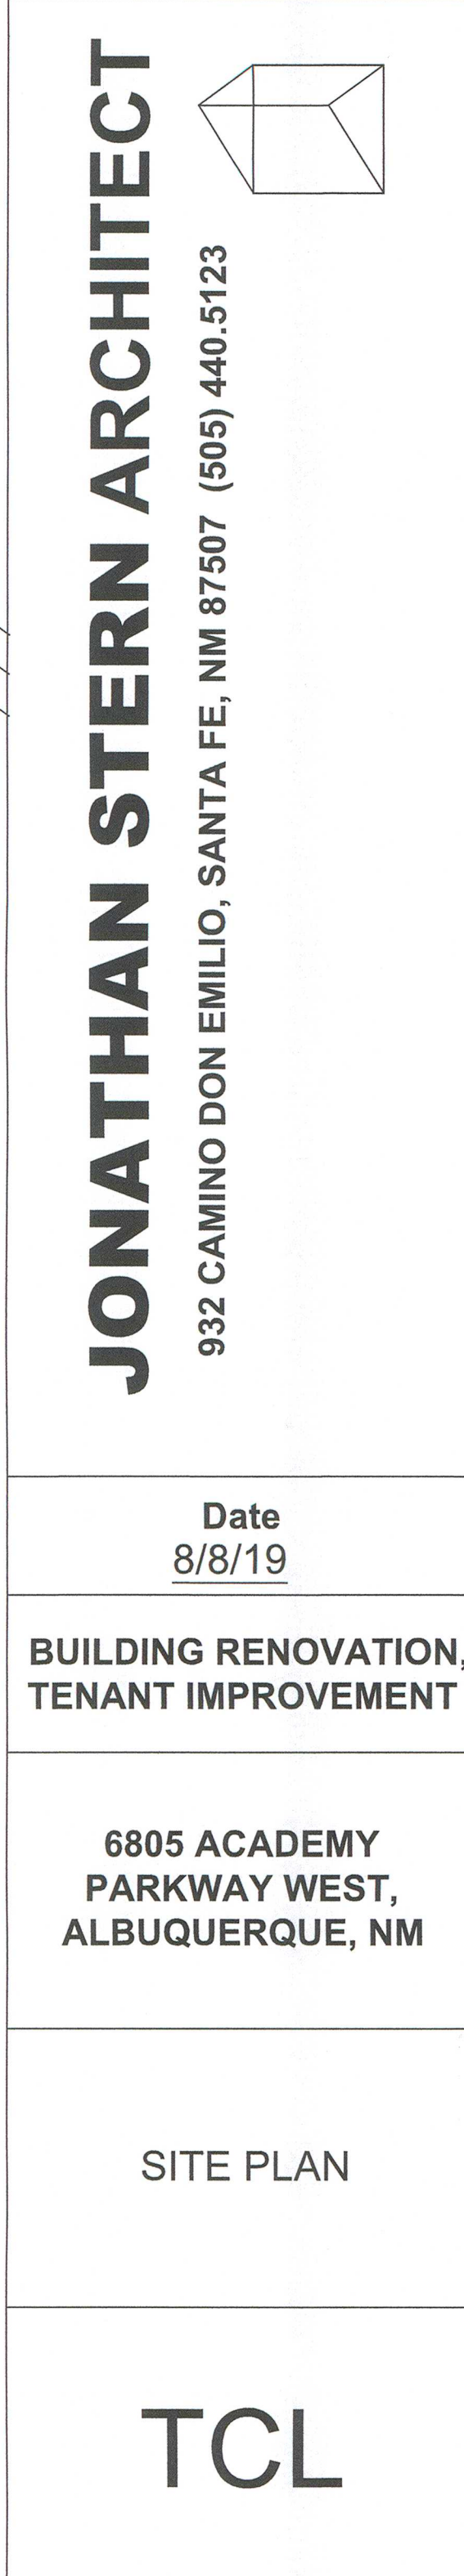 JONATHAN STERN ARCHITECT
932 CAMINO DON EMILIO, SANTA FE, NM 87507 (505) 440.5123
Date
8/8/19
BUILDING RENOVATION,
TENANT IMPROVEMENT
6805 ACADEMY
PARKWAY WEST,
ALBUQUERQUE, NM
SITE PLAN
TCL